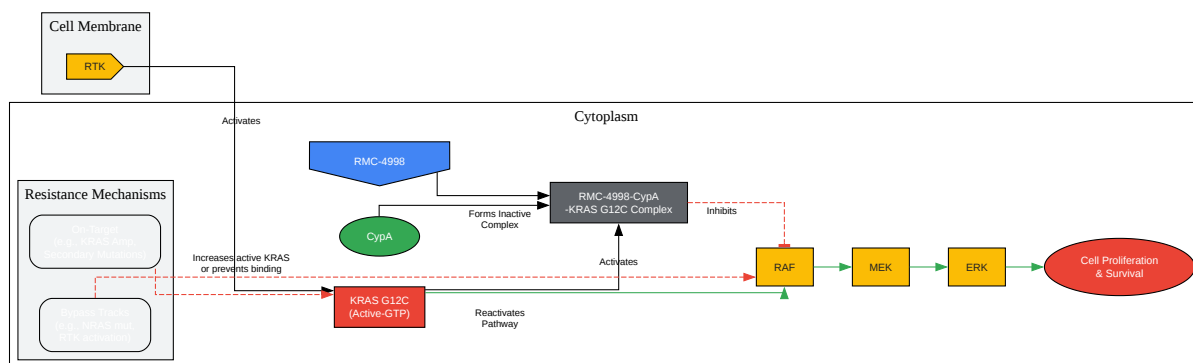 Cell Membrane
RTK
Activates
Cytoplasm
RMC-4998
Resistance Mechanisms
RMC-4998-CypA
-KRAS G12C Complex
Forms Inactive
Complex
Inhibits
On-Target
(e.g., KRAS Amp,
Secondary Mutations)
CypA
Increases active KRAS
or prevents binding
Activates
RAF
MEK
ERK
Cell Proliferation
& Survival
KRAS G12C
(Active-GTP)
Reactivates
Pathway
Bypass Tracks
(e.g., NRAS mut,
RTK activation)